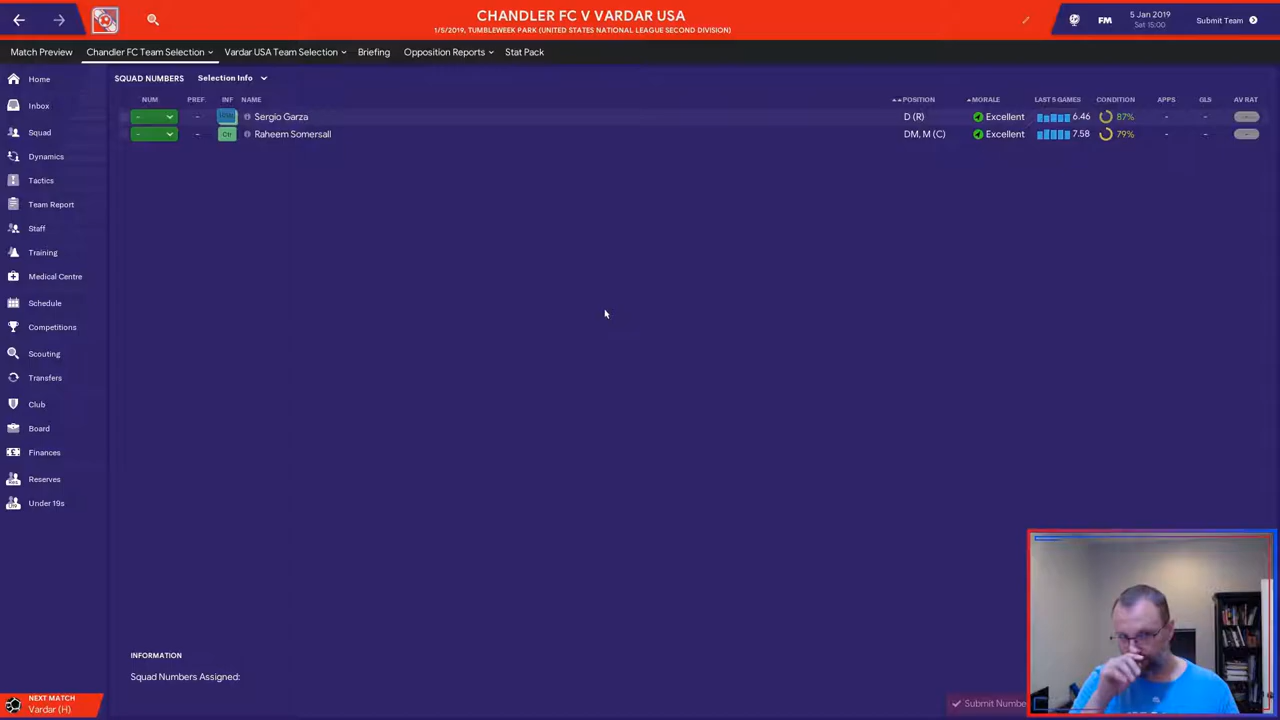 CHANDLER FC V VARDAR USA
1/5/2019, TUMBLEWEEK PARK (UNITED STATES NATIONAL LEAGUE SECOND DIVISION)
FM
5 Jan 2019
Sat 15:00
Submit Team
Match Preview
Chandler FC Team Selection
Vardar USA Team Selection
Briefing
Opposition Reports
Stat Pack
Home
Inbox
Squad
Dynamics
Tactics
Team Report
Staff
Training
Medical Centre
Schedule
Competitions
Scouting
Transfers
Club
Board
Finances
Reserves
Under 19s
NEXT MATCH
Vardar (H)
SQUAD NUMBERS Selection Info
NUM PREF. INF NAME POSITION MORALE LAST 5 GAMES CONDITION APPS GLS AV RAT
- - Sergio Garza D (R) Excellent 6.46 87% - - -
- - Ctr Raheem Somersall DM, M (C) Excellent 7.58 79% - - -
INFORMATION
Squad Numbers Assigned:
Submit